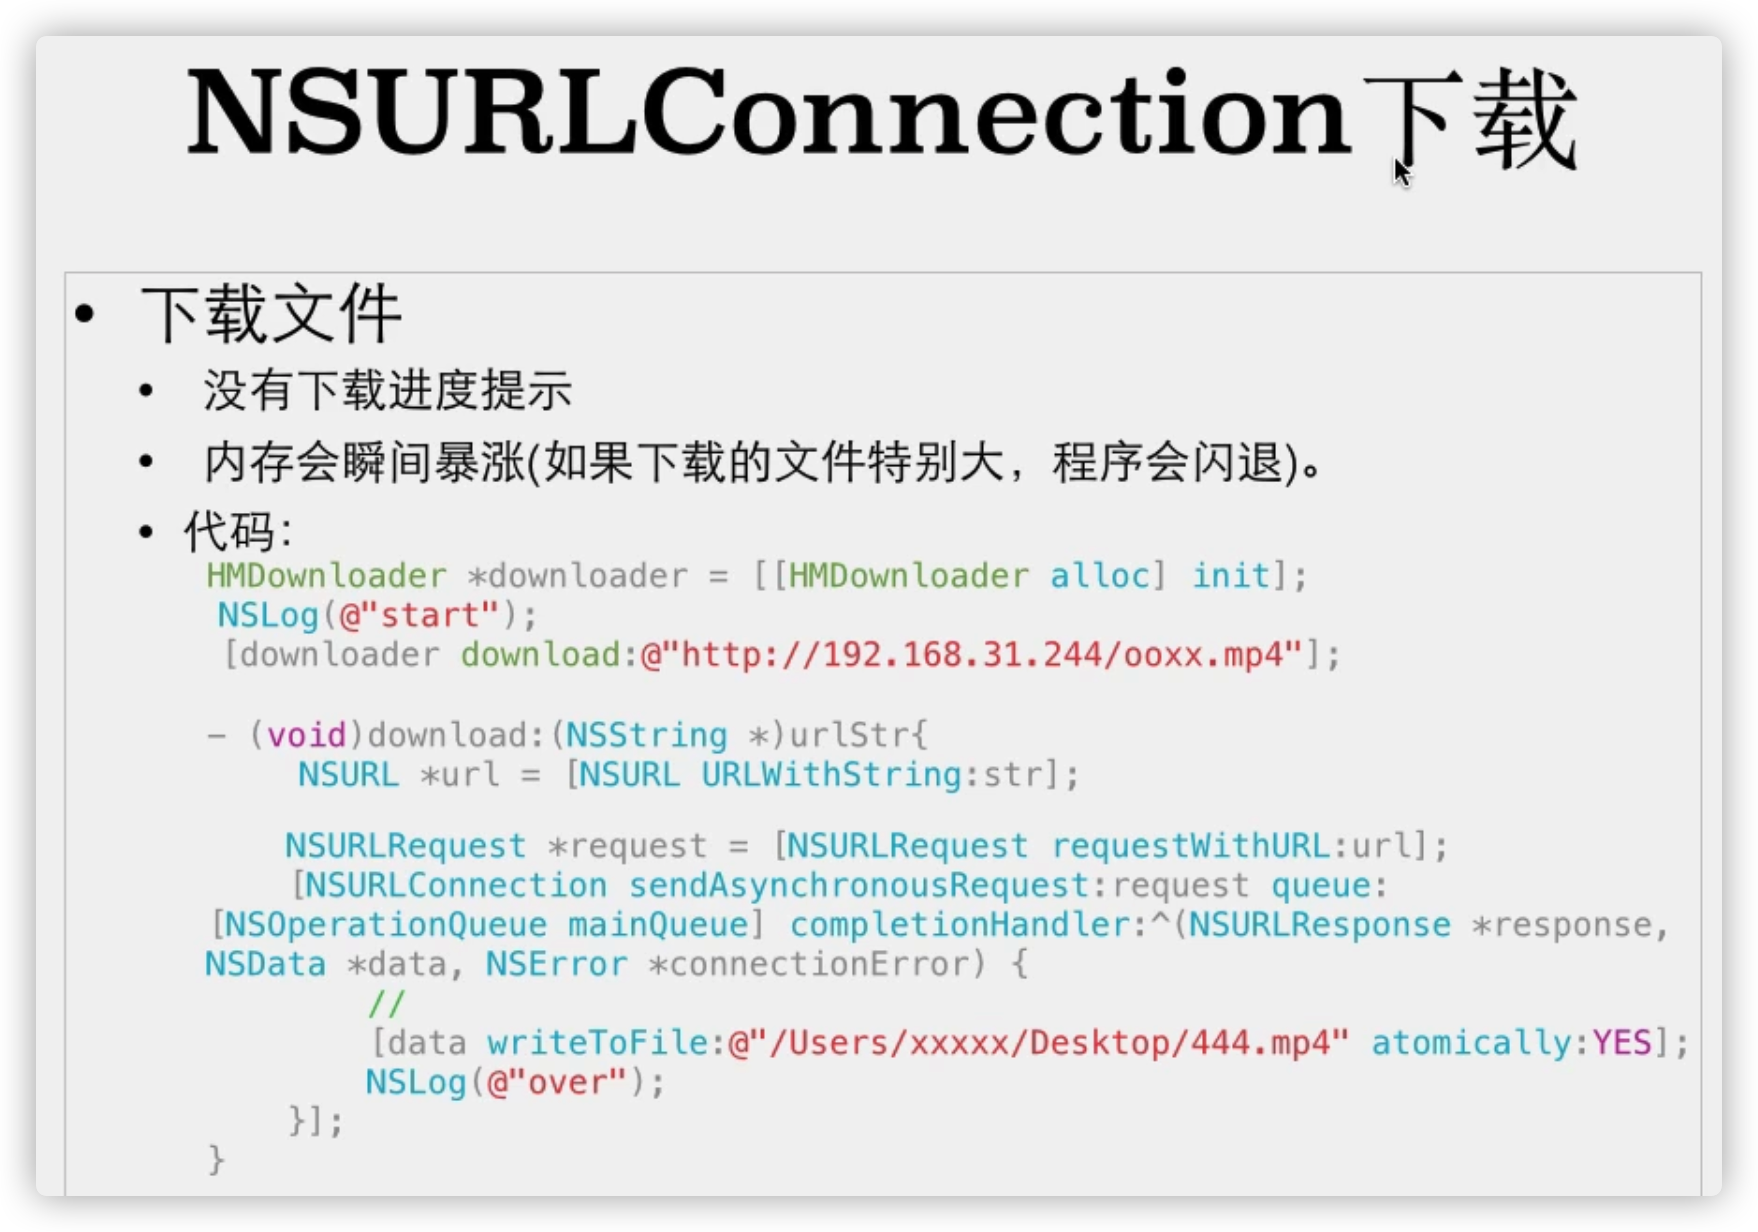 NSURLConnection下载
• 下载文件
• 没有下载进度提示
• 内存会瞬间暴涨(如果下载的文件特别大，程序会闪退)。
• 代码：
HMDownloader *downloader = [[HMDownloader alloc] init];
NSLog(@"start");
[downloader download:@"http://192.168.31.244/ooxx.mp4"];
- (void)download:(NSString *)urlStr{
NSURL *url = [NSURL URLWithString:str];
NSURLRequest *request = [NSURLRequest requestWithURL:url];
[NSURLConnection sendAsynchronousRequest:request queue:
[NSOperationQueue mainQueue] completionHandler:^(NSURLResponse *response,
NSData *data, NSError *connectionError) {
//
[data writeToFile:@"/Users/xxxxx/Desktop/444.mp4" atomically:YES];
NSLog(@"over");
}];
}